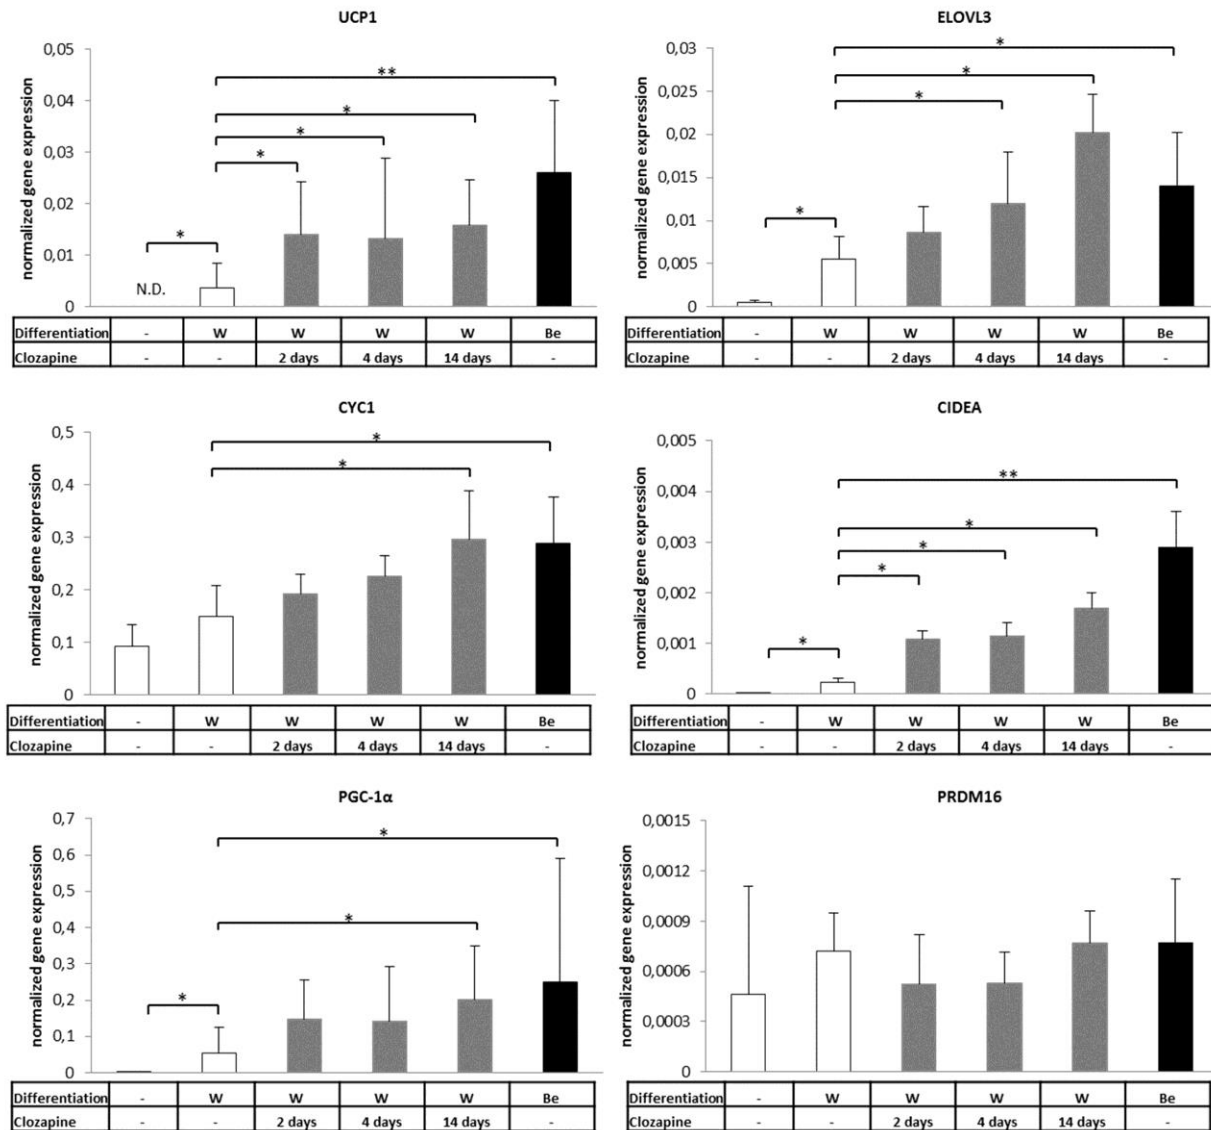 UCP1
normalized gene expression
0,05
0,04
0,03
0,02
0,01
0
N.D.
*
*
*
*
**
Differentiation - W W W W Be
Clozapine - - 2 days 4 days 14 days -
ELOVL3
normalized gene expression
0,03
0,025
0,02
0,015
0,01
0,005
0
*
*
*
*
Differentiation - W W W W Be
Clozapine - - 2 days 4 days 14 days -
CYC1
normalized gene expression
0,5
0,4
0,3
0,2
0,1
0
*
*
Differentiation - W W W W Be
Clozapine - - 2 days 4 days 14 days -
CIDEA
normalized gene expression
0,005
0,004
0,003
0,002
0,001
0
**
*
*
*
*
Differentiation - W W W W Be
Clozapine - - 2 days 4 days 14 days -
PGC-1α
normalized gene expression
0,7
0,6
0,5
0,4
0,3
0,2
0,1
0
*
*
*
Differentiation - W W W W Be
Clozapine - - 2 days 4 days 14 days -
PRDM16
normalized gene expression
0,0015
0,0012
0,0009
0,0006
0,0003
0
Differentiation - W W W W Be
Clozapine - - 2 days 4 days 14 days -